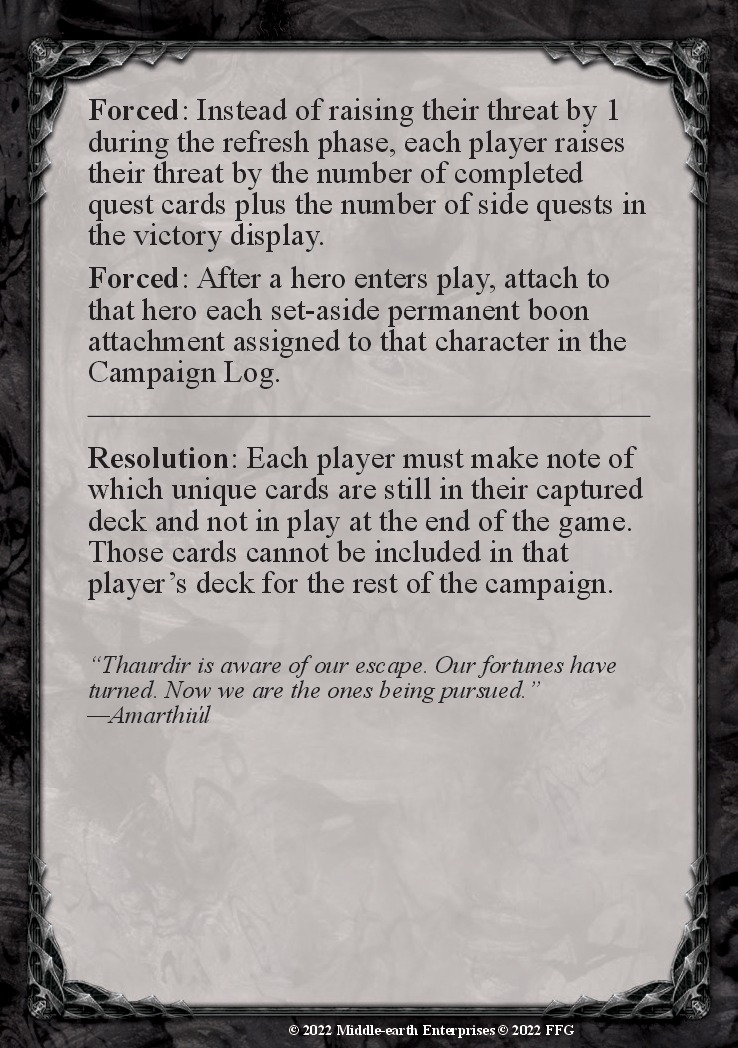 Forced: Instead of raising their threat by 1
during the refresh phase, each player raises
their threat by the number of completed
quest cards plus the number of side quests in
the victory display.
Forced: After a hero enters play, attach to
that hero each set-aside permanent boon
attachment assigned to that character in the
Campaign Log.
Resolution: Each player must make note of
which unique cards are still in their captured
deck and not in play at the end of the game.
Those cards cannot be included in that
player’s deck for the rest of the campaign.
“Thaurdir is aware of our escape. Our fortunes have
turned. Now we are the ones being pursued.”
—Amarthiúl
© 2022 Middle-earth Enterprises © 2022 FFG